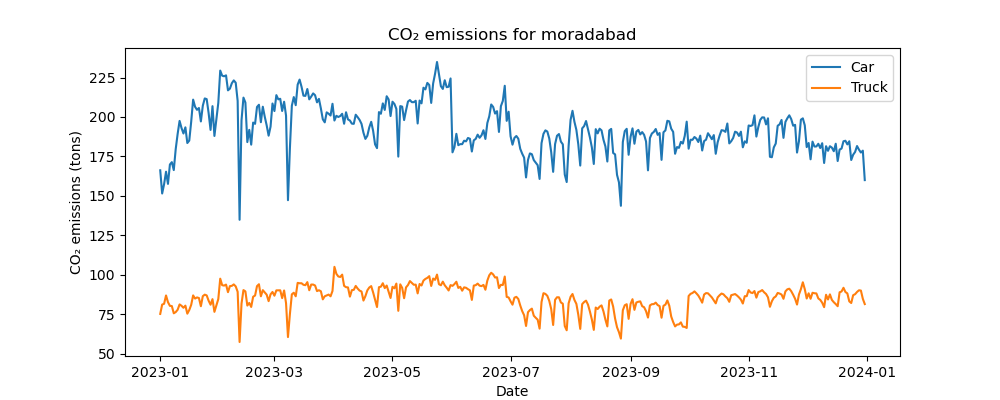 CO₂ emissions for moradabad
Car
Truck
CO₂ emissions (tons)
225
200
175
150
125
100
75
50
2023-01 2023-03 2023-05 2023-07 2023-09 2023-11 2024-01
Date